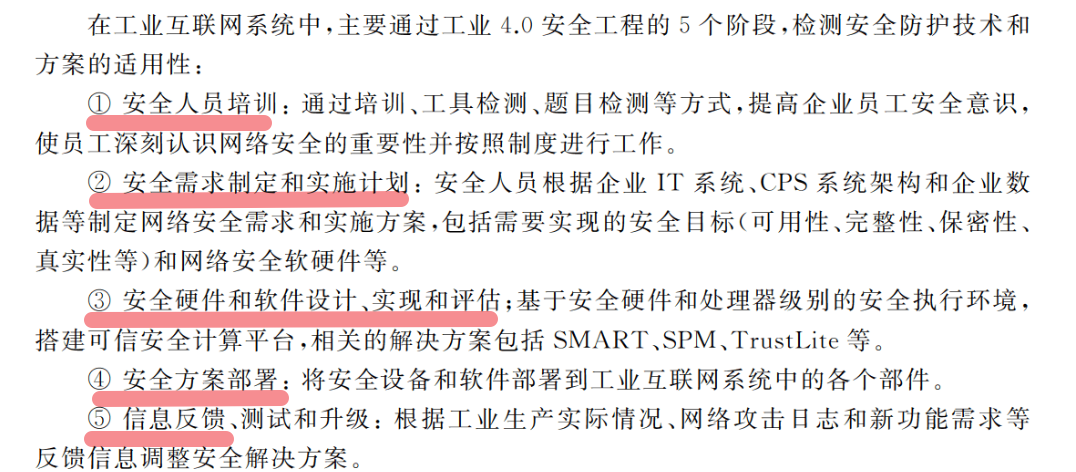 在工业互联网系统中,主要通过工业 4.0 安全工程的 5 个阶段,检测安全防护技术和
方案的适用性:
① 安全人员培训: 通过培训、工具检测、题目检测等方式,提高企业员工安全意识,
使员工深刻认识网络安全的重要性并按照制度进行工作。
② 安全需求制定和实施计划: 安全人员根据企业 IT 系统、CPS 系统架构和企业数
据等制定网络安全需求和实施方案,包括需要实现的安全目标(可用性、完整性、保密性、
真实性等)和网络安全软硬件等。
③ 安全硬件和软件设计、实现和评估;基于安全硬件和处理器级别的安全执行环境,
搭建可信安全计算平台,相关的解决方案包括 SMART、SPM、TrustLite 等。
④ 安全方案部署: 将安全设备和软件部署到工业互联网系统中的各个部件。
⑤ 信息反馈、测试和升级: 根据工业生产实际情况、网络攻击日志和新功能需求等
反馈信息调整安全解决方案。